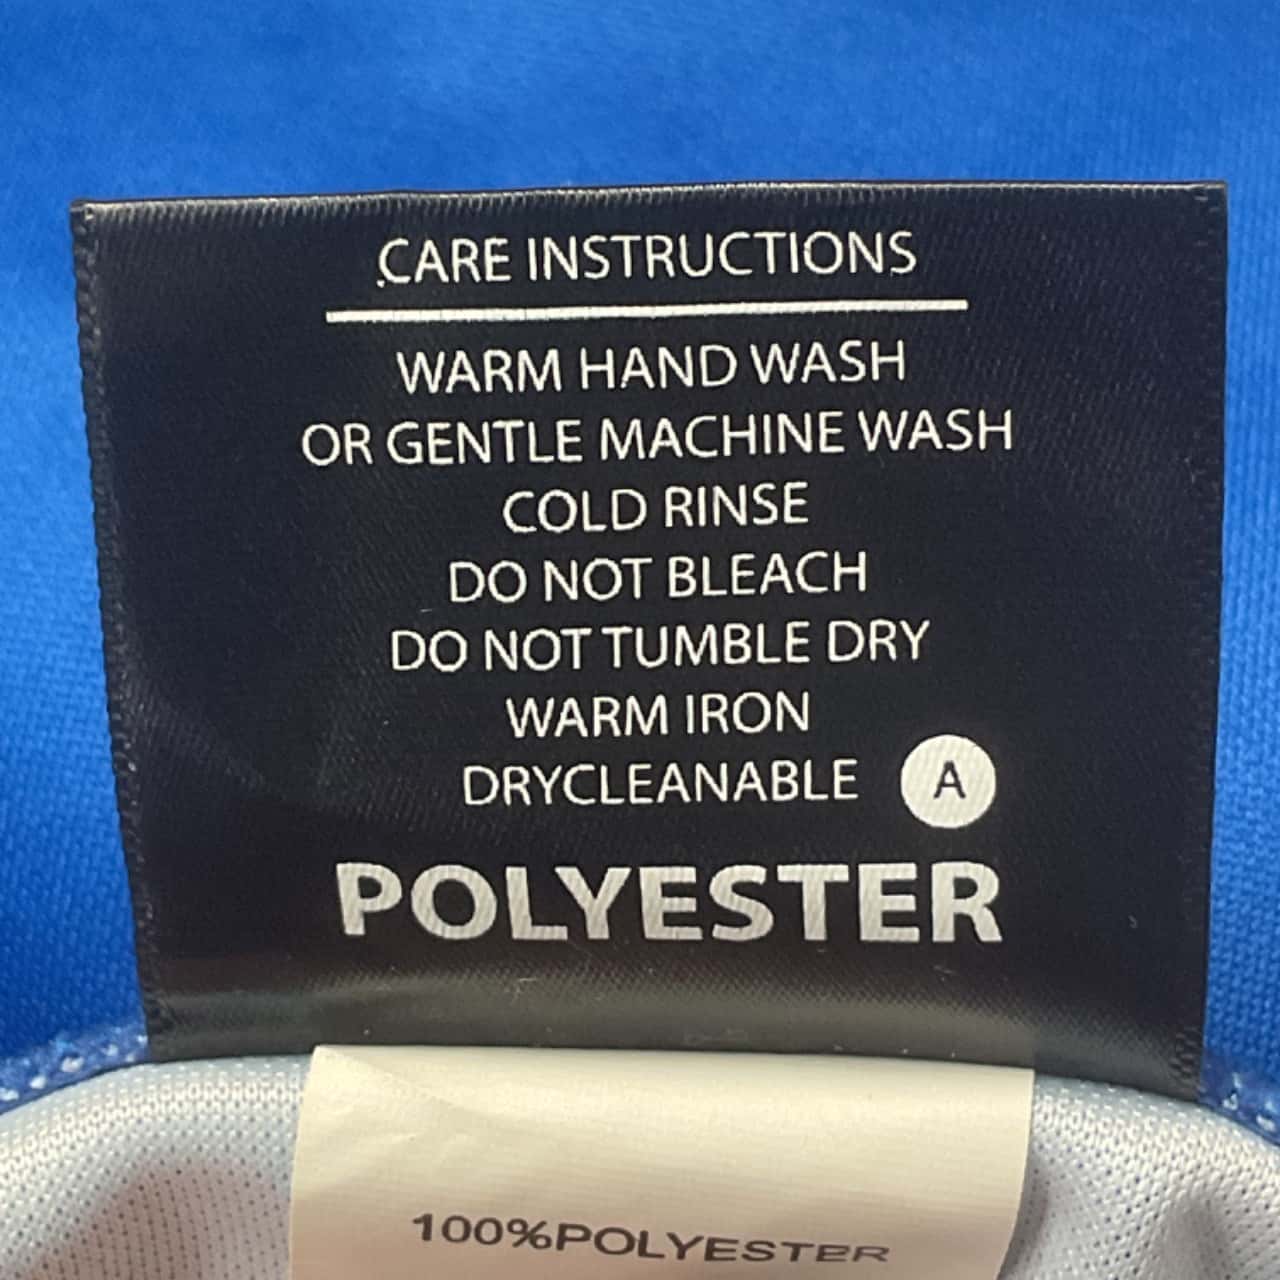 CARE INSTRUCTIONS
WARM HAND WASH
OR GENTLE MACHINE WASH
COLD RINSE
DO NOT BLEACH
DO NOT TUMBLE DRY
WARM IRON
DRYCLEANABLE A
POLYESTER
100%POLYESTER